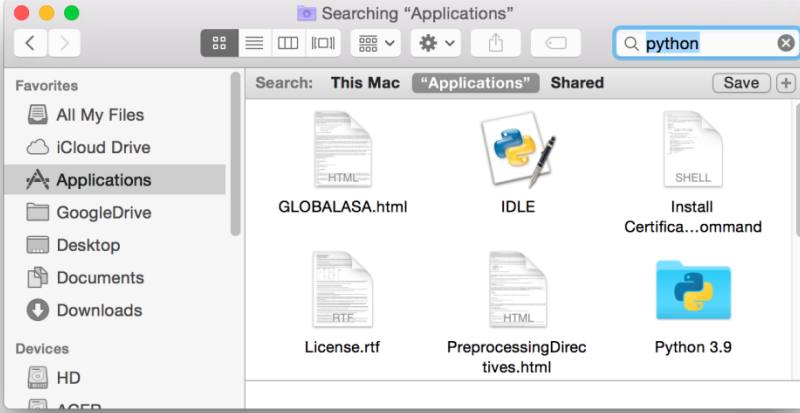 Searching “Applications”
python
Favorites
All My Files
iCloud Drive
Applications
GoogleDrive
Desktop
Documents
Downloads
Devices
HD
ACER
Search: This Mac “Applications” Shared Save +
HTML
GLOBALASA.html
IDLE
SHELL
Install
Certifica...ommand
RTF
License.rtf
HTML
PreprocessingDirec
tives.html
Python 3.9